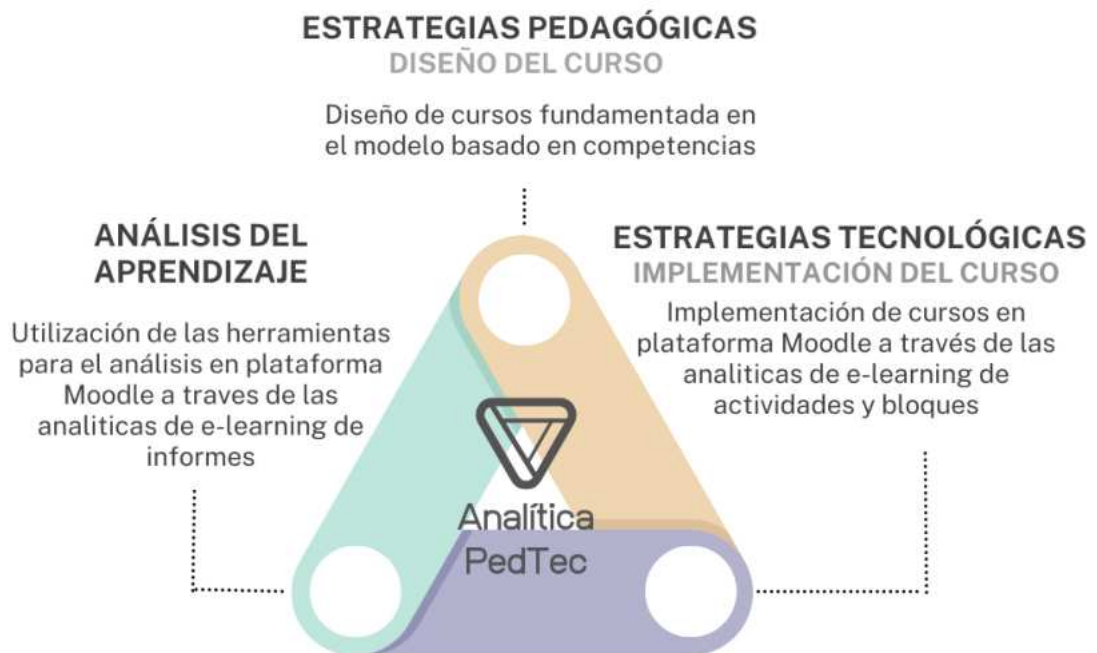 ESTRATEGIAS PEDAGÓGICAS
DISEÑO DEL CURSO
Diseño de cursos fundamentada en
el modelo basado en competencias
ANÁLISIS DEL
APRENDIZAJE
Utilización de las herramientas
para el análisis en plataforma
Moodle a traves de las
analiticas de e-learning de
informes
ESTRATEGIAS TECNOLÓGICAS
IMPLEMENTACIÓN DEL CURSO
Implementación de cursos en
plataforma Moodle a través de las
analiticas de e-learning de
actividades y bloques
Analítica
PedTec